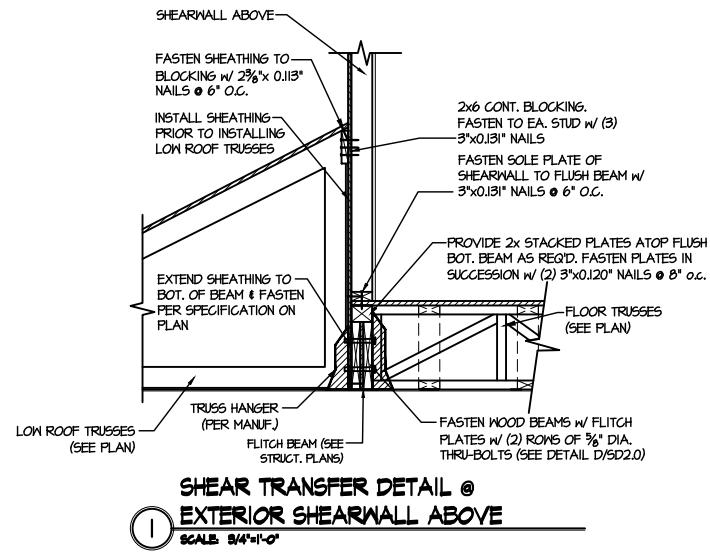 SHEARWALL ABOVE
FASTEN SHEATHING TO
BLOCKING w/ 2⅜"x 0.113"
NAILS @ 6" O.C.
INSTALL SHEATHING
PRIOR TO INSTALLING
LOW ROOF TRUSSES
2x6 CONT. BLOCKING.
FASTEN TO EA. STUD w/ (3)
3"x0.131" NAILS
FASTEN SOLE PLATE OF
SHEARWALL TO FLUSH BEAM w/
3"x0.131" NAILS @ 6" O.C.
PROVIDE 2x STACKED PLATES ATOP FLUSH
BOT. BEAM AS REQ'D. FASTEN PLATES IN
SUCCESSION w/ (2) 3"x0.120" NAILS @ 8" o.c.
EXTEND SHEATHING TO
BOT. OF BEAM & FASTEN
PER SPECIFICATION ON
PLAN
FLOOR TRUSSES
(SEE PLAN)
TRUSS HANGER
(PER MANUF.)
LOW ROOF TRUSSES
(SEE PLAN)
FLITCH BEAM (SEE
STRUCT. PLANS)
FASTEN WOOD BEAMS w/ FLITCH
PLATES w/ (2) ROWS OF ⅝" DIA.
THRU-BOLTS (SEE DETAIL D/SD2.0)
1
SHEAR TRANSFER DETAIL @
EXTERIOR SHEARWALL ABOVE
SCALE: 3/4"=1'-0"